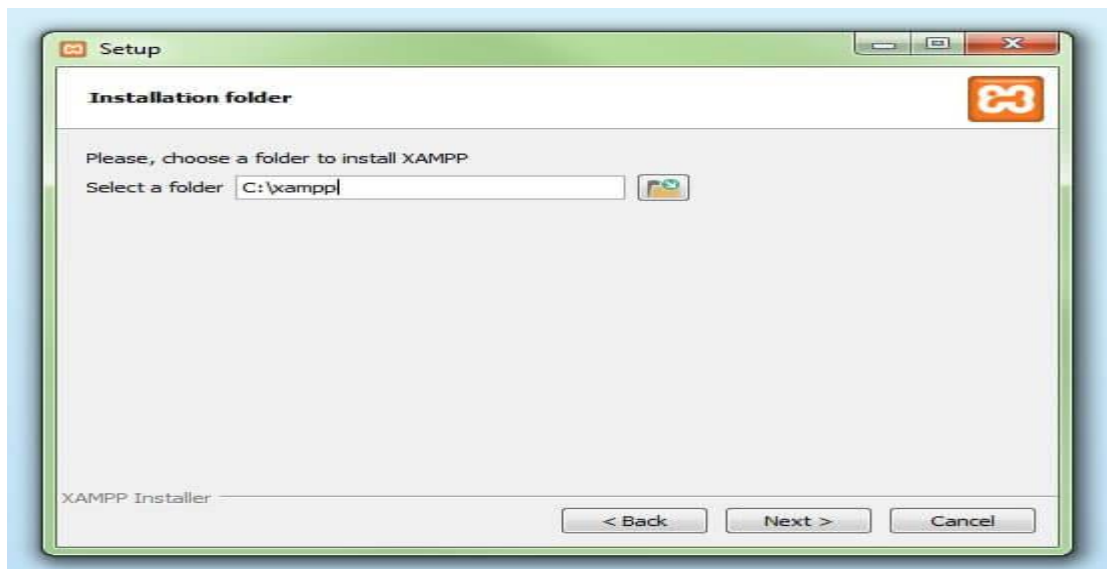 Setup
Installation folder
Please, choose a folder to install XAMPP
Select a folder C:\xampp
XAMPP Installer
< Back Next > Cancel